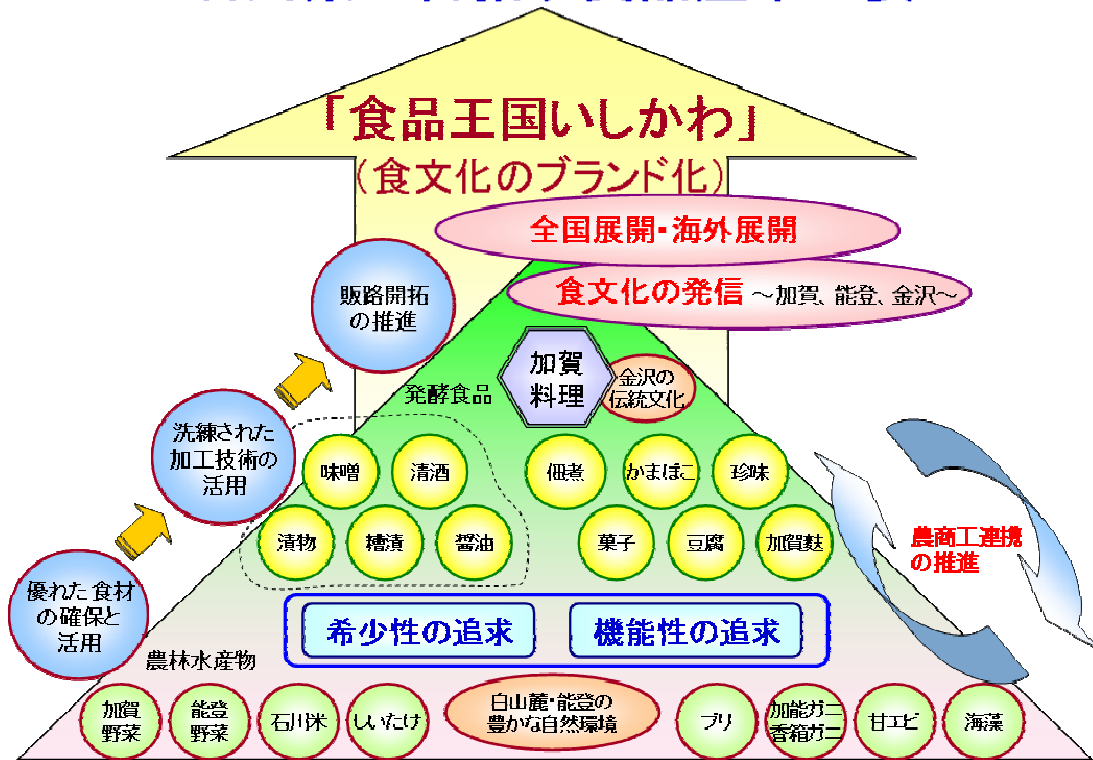 「食品王国いしかわ」
（食文化のブランド化）
全国展開・海外展開
食文化の発信 ～加賀、能登、金沢～
販路開拓
の推進
加賀
料理
金沢の
伝統文化
発酵食品
洗練された
加工技術の
活用
味噌
清酒
佃煮
かまぼこ
珍味
漬物
糟漬
醤油
菓子
豆腐
加賀麩
農商工連携
の推進
優れた食材
の確保と
活用
希少性の追求
機能性の追求
農林水産物
加賀
野菜
能登
野菜
石川米
しいたけ
白山麓・能登の
豊かな自然環境
ブリ
加能ガニ
香箱ガニ
甘エビ
海藻